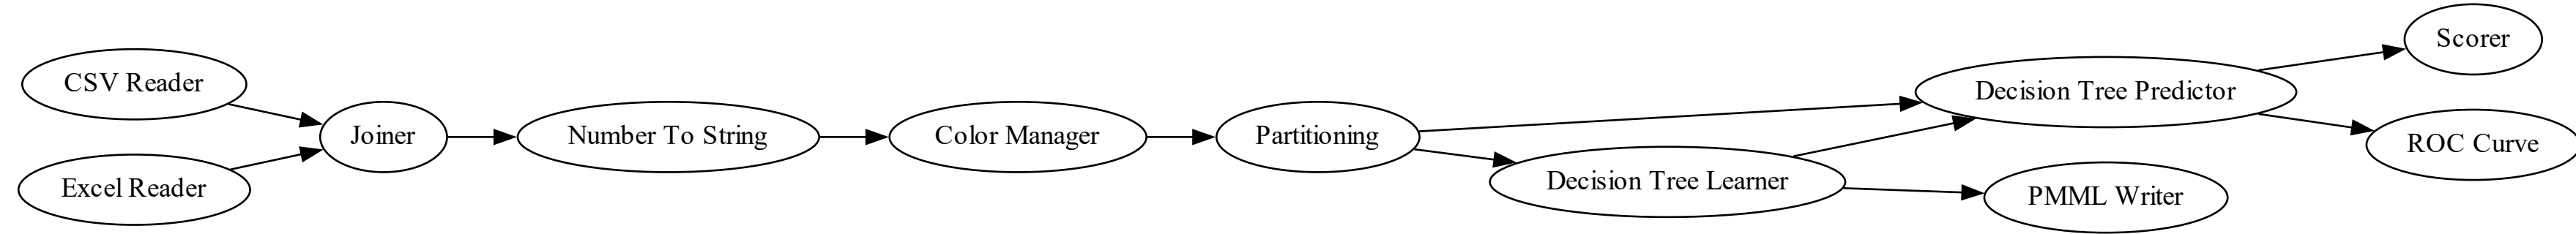 CSV Reader
Excel Reader
Joiner
Number To String
Color Manager
Partitioning
Decision Tree Learner
Decision Tree Predictor
PMML Writer
Scorer
ROC Curve